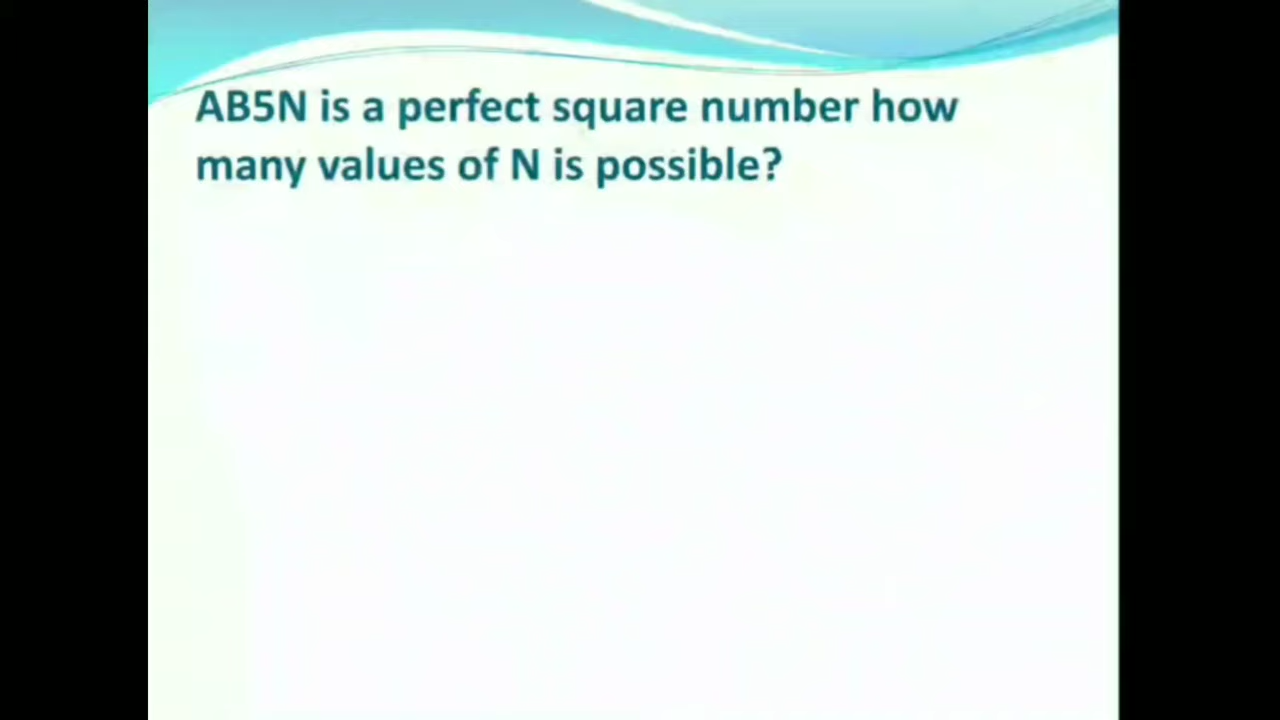 AB5N is a perfect square number how
many values of N is possible?